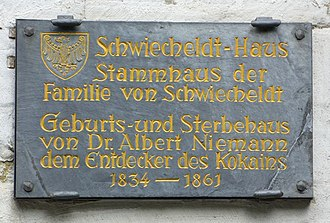 Schwiecheldt-Haus
Stammhaus der
Familie von Schwiecheldt
Geburts-und Sterbehaus
von Dr. Albert Niemann
dem Entdecker des Kokains
1834 — 1861